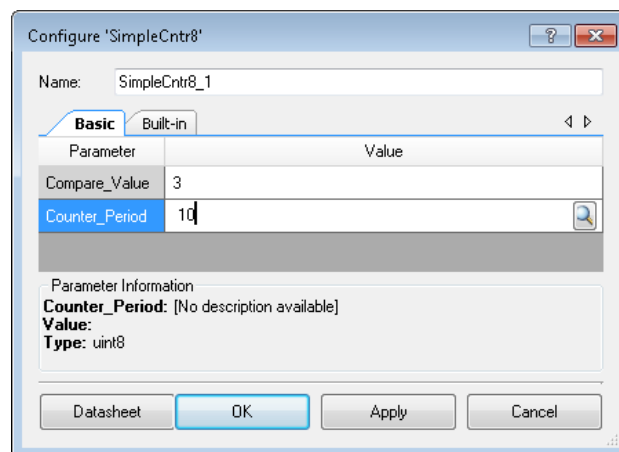 Configure 'SimpleCntr8'
Name: SimpleCntr8_1
Basic Built-in
Parameter Value
Compare_Value 3
Counter_Period 10
Parameter Information
Counter_Period: [No description available]
Value:
Type: uint8
Datasheet OK Apply Cancel